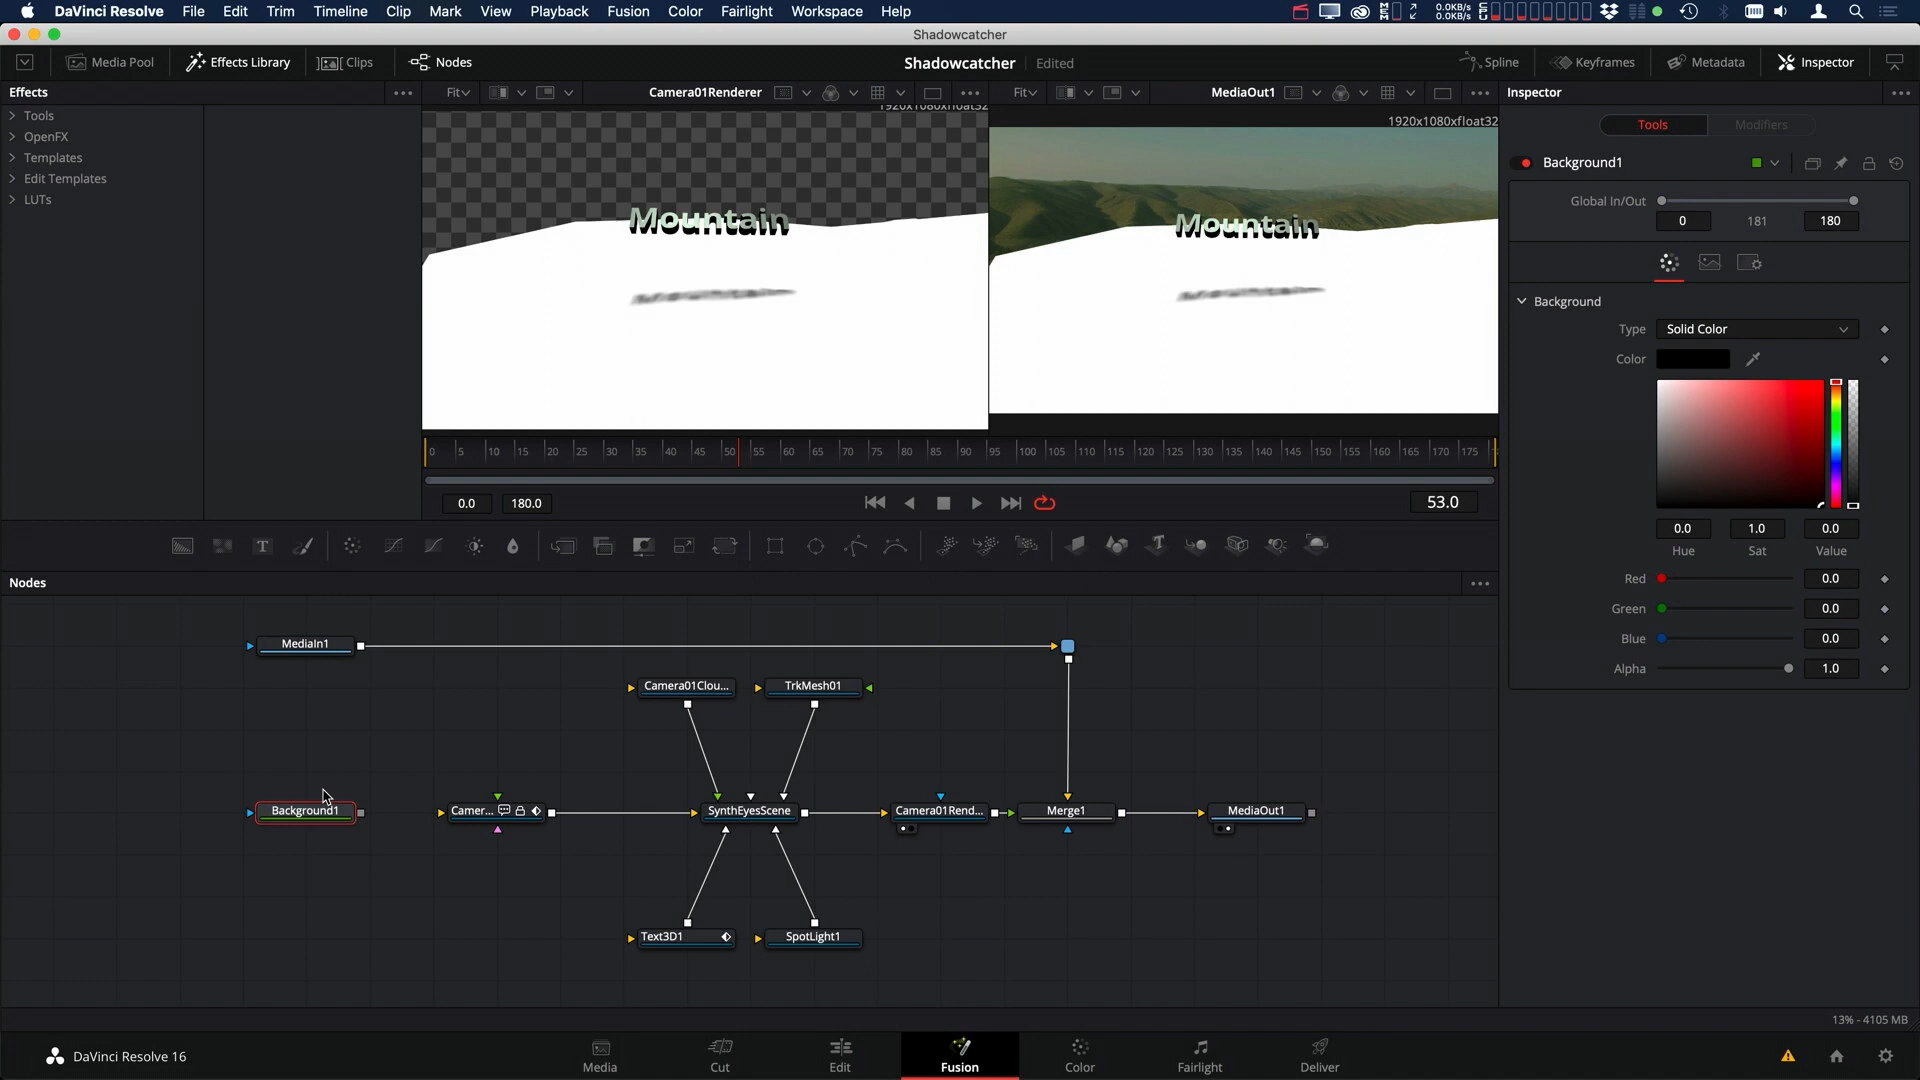 DaVinci Resolve File Edit Trim Timeline Clip Mark View Playback Fusion Color Fairlight Workspace Help
0.0KB/s
0.0KB/s
Shadowcatcher
Media Pool Effects Library Clips Nodes Shadowcatcher Edited Spline Keyframes Metadata Inspector
Effects Fit Camera01Renderer Fit MediaOut1 Inspector
1920x1080xfloat32
1920x1080xfloat32
Tools
OpenFX
Templates
Edit Templates
LUTs
Mountain
Mountain
Tools Modifiers
Background1
Global In/Out
0 181 180
Background
Type Solid Color
Color
0.0 1.0 0.0
Hue Sat Value
Red 0.0
Green 0.0
Blue 0.0
Alpha 1.0
0 5 10 15 20 25 30 35 40 45 50 55 60 65 70 75 80 85 90 95 100 105 110 115 120 125 130 135 140 145 150 155 160 165 170 175
0.0 180.0 53.0
Nodes
MediaIn1
Camera01Clou... TrkMesh01
Background1 Camer... SynthEyesScene Camera01Rend... Merge1 MediaOut1
Text3D1 SpotLight1
13% - 4105 MB
DaVinci Resolve 16 Media Cut Edit Fusion Color Fairlight Deliver